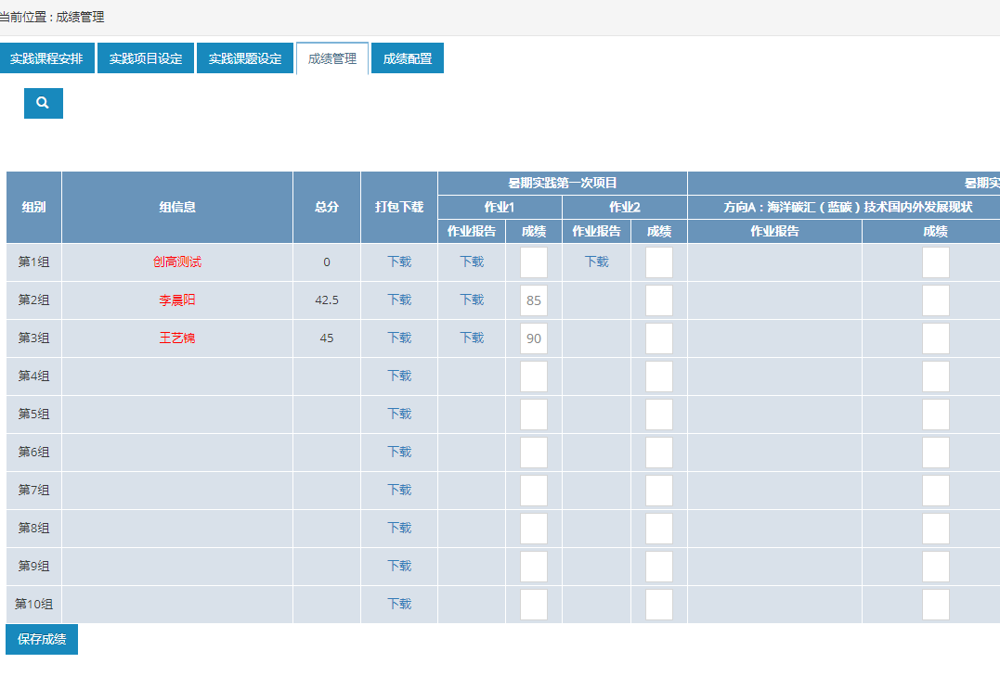 当前位置 : 成绩管理
实践课程安排 实践项目设定 实践课题设定 成绩管理 成绩配置
组别 组信息 总分 打包下载 暑期实践第一次项目 暑期实
作业1 作业2 方向A：海洋碳汇（蓝碳）技术国内外发展现状
作业报告 成绩 作业报告 成绩 作业报告 成绩
第1组 创高测试 0 下载 下载 下载
第2组 李晨阳 42.5 下载 下载 85
第3组 王艺锦 45 下载 下载 90
第4组 下载
第5组 下载
第6组 下载
第7组 下载
第8组 下载
第9组 下载
第10组 下载
保存成绩